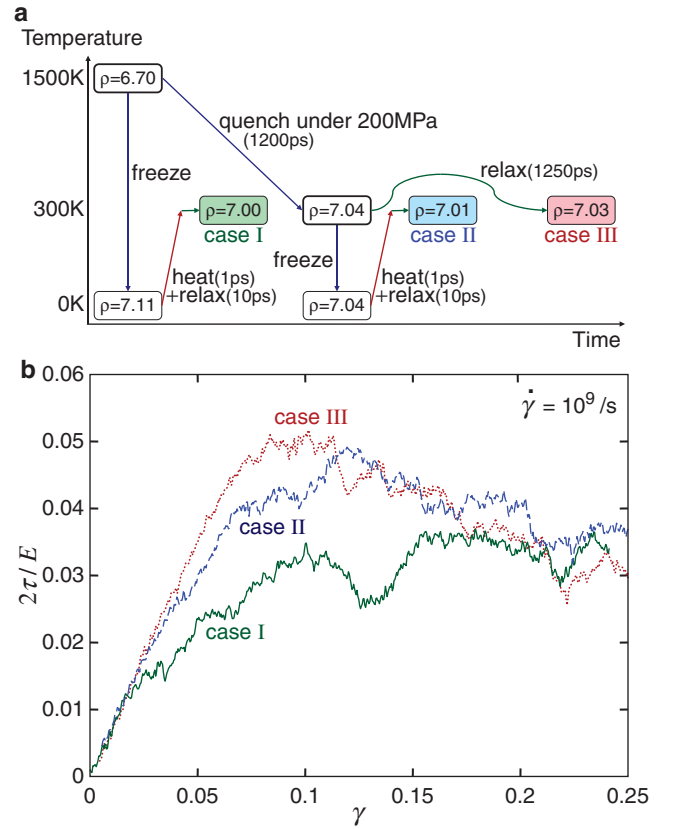 a
Temperature
1500K
ρ=6.70
quench under 200MPa
(1200ps)
freeze
relax(1250ps)
300K
ρ=7.00
ρ=7.04
ρ=7.01
ρ=7.03
case I
case II
case III
freeze
heat(1ps)
+relax(10ps)
heat(1ps)
+relax(10ps)
0K
ρ=7.11
ρ=7.04
Time
b
0.06
γ̇ = 10⁹ /s
case III
0.05
0.04
case II
2τ/E
0.03
case I
0.02
0.01
0
0 0.05 0.1 0.15 0.2 0.25
γ